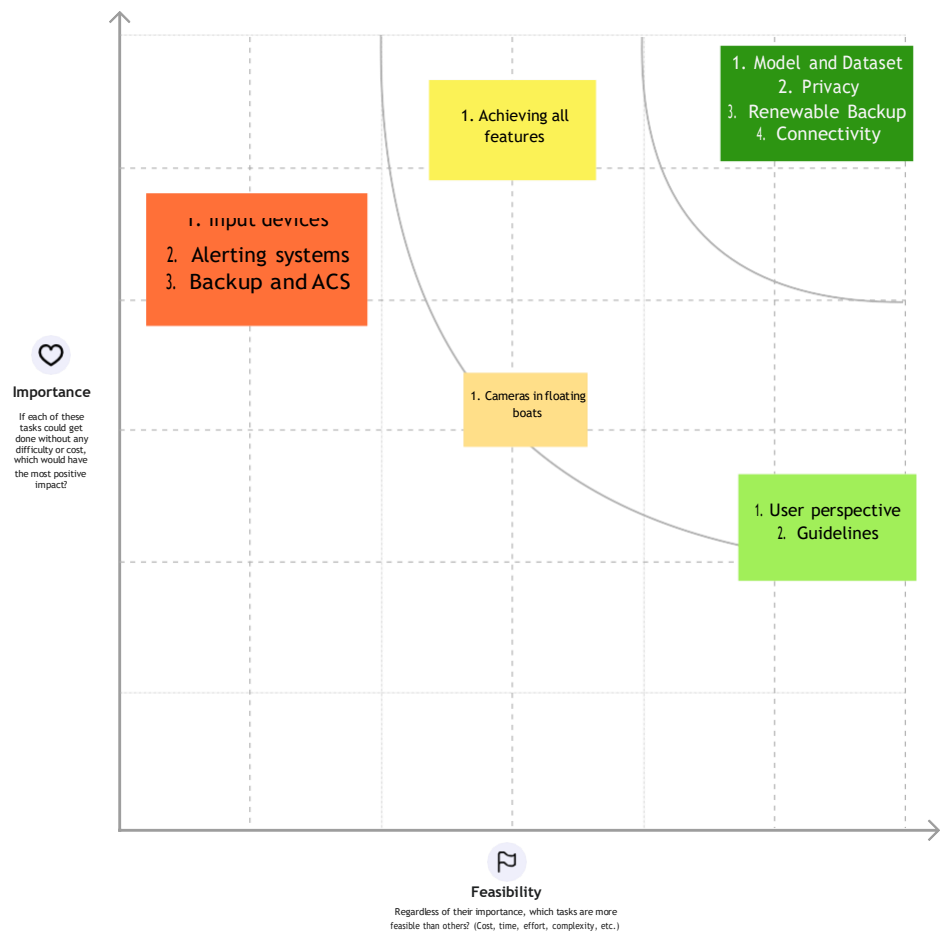 1. Model and Dataset
2. Privacy
3. Renewable Backup
4. Connectivity
1. Achieving all
features
1. Input devices
2. Alerting systems
3. Backup and ACS
Importance
If each of these
tasks could get
done without any
difficulty or cost,
which would have
the most positive
impact?
1. Cameras in floating
boats
1. User perspective
2. Guidelines
Feasibility
Regardless of their importance, which tasks are more
feasible than others? (Cost, time, effort, complexity, etc.)